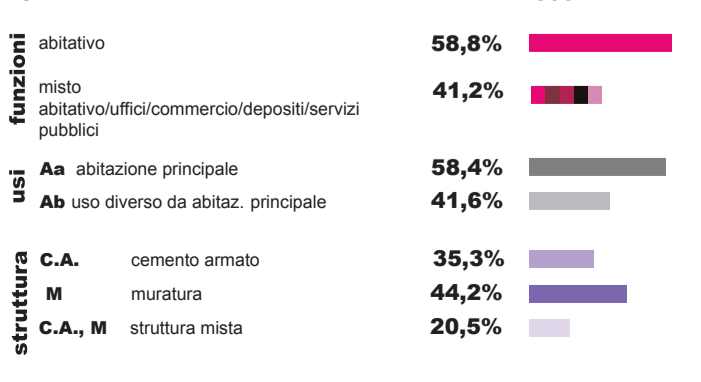 funzioni
abitativo 58,8%
misto 41,2%
abitativo/uffici/commercio/depositi/servizi
pubblici
usi
Aa abitazione principale 58,4%
Ab uso diverso da abitaz. principale 41,6%
struttura
C.A. cemento armato 35,3%
M muratura 44,2%
C.A., M struttura mista 20,5%